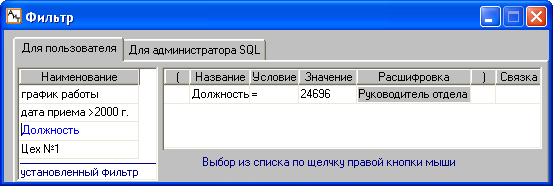 Фильтр
Для пользователя Для администратора SQL
Наименование
график работы
дата приема >2000 г.
Должность
Цех №1
установленный фильтр
( Название Условие Значение Расшифровка ) Связка
Должность = 24696 Руководитель отдела
Выбор из списка по щелчку правой кнопки мыши